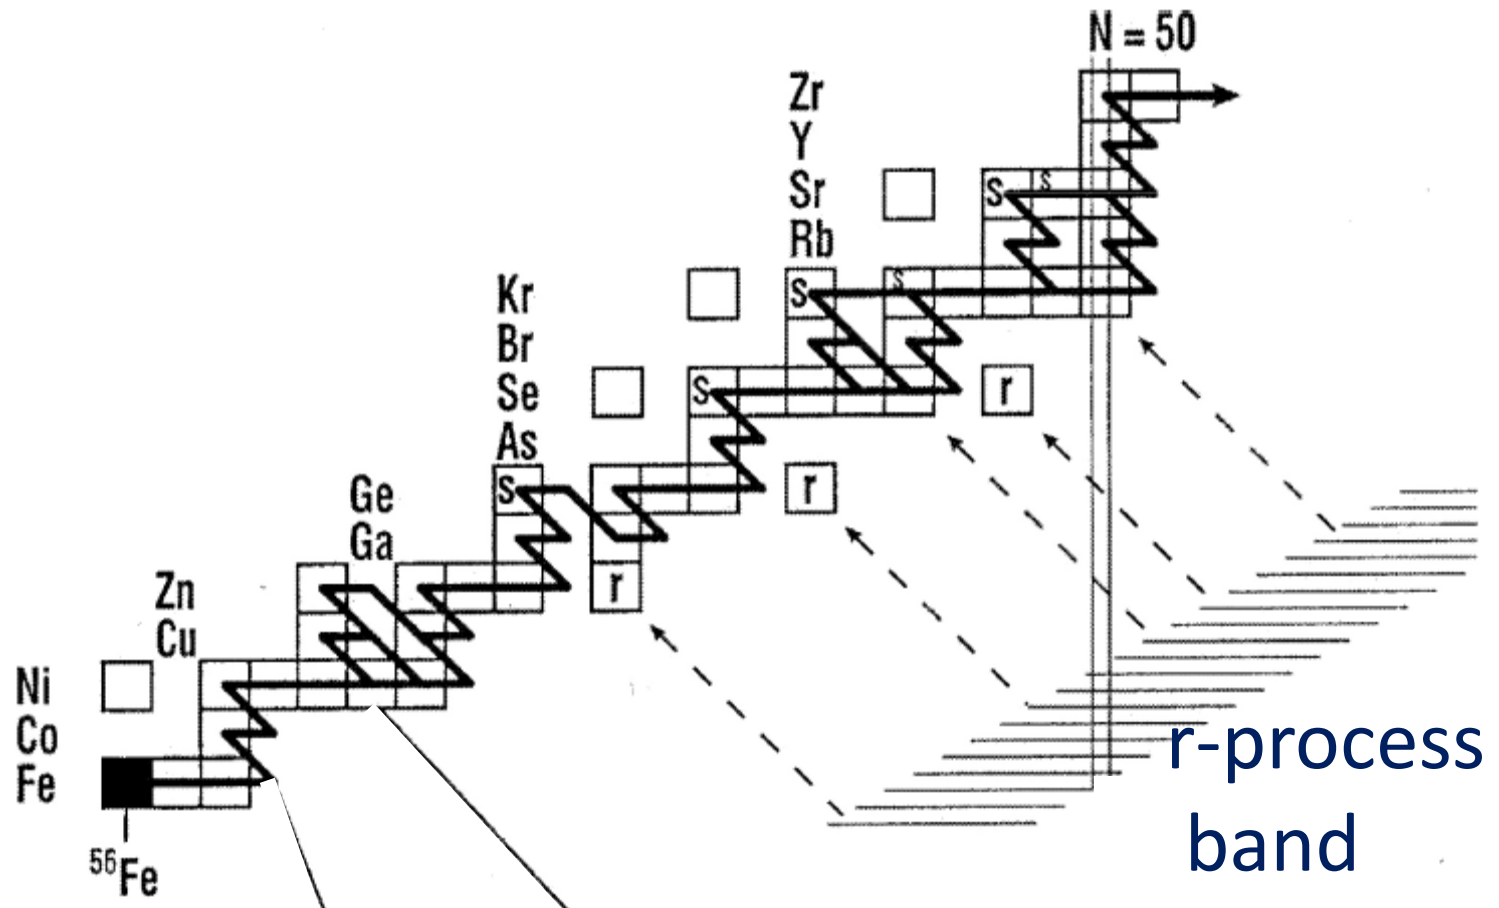 N = 50
Zr
Y
Sr
Rb
S
s
Kr
Br
Se
As
S
s
S
r
Ge
Ga
S
r
Zn
Cu
r
Ni
Co
Fe
56Fe
r-process
band